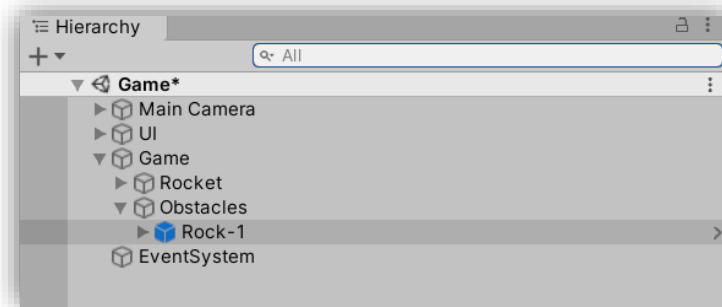 Hierarchy
All
Game*
Main Camera
UI
Game
Rocket
Obstacles
Rock-1
EventSystem